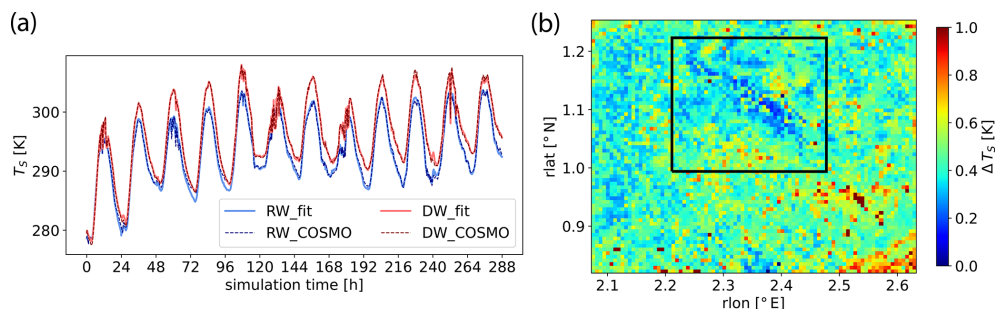 (a)
T_S [K]
300
290
280
RW_fit
DW_fit
RW_COSMO
DW_COSMO
0 24 48 72 96 120 144 168 192 216 240 264 288
simulation time [h]
(b)
rlat [°N]
1.2
1.1
1.0
0.9
2.1 2.2 2.3 2.4 2.5 2.6
rlon [°E]
1.0
0.8
0.6
0.4
0.2
0.0
Δ T_S [K]